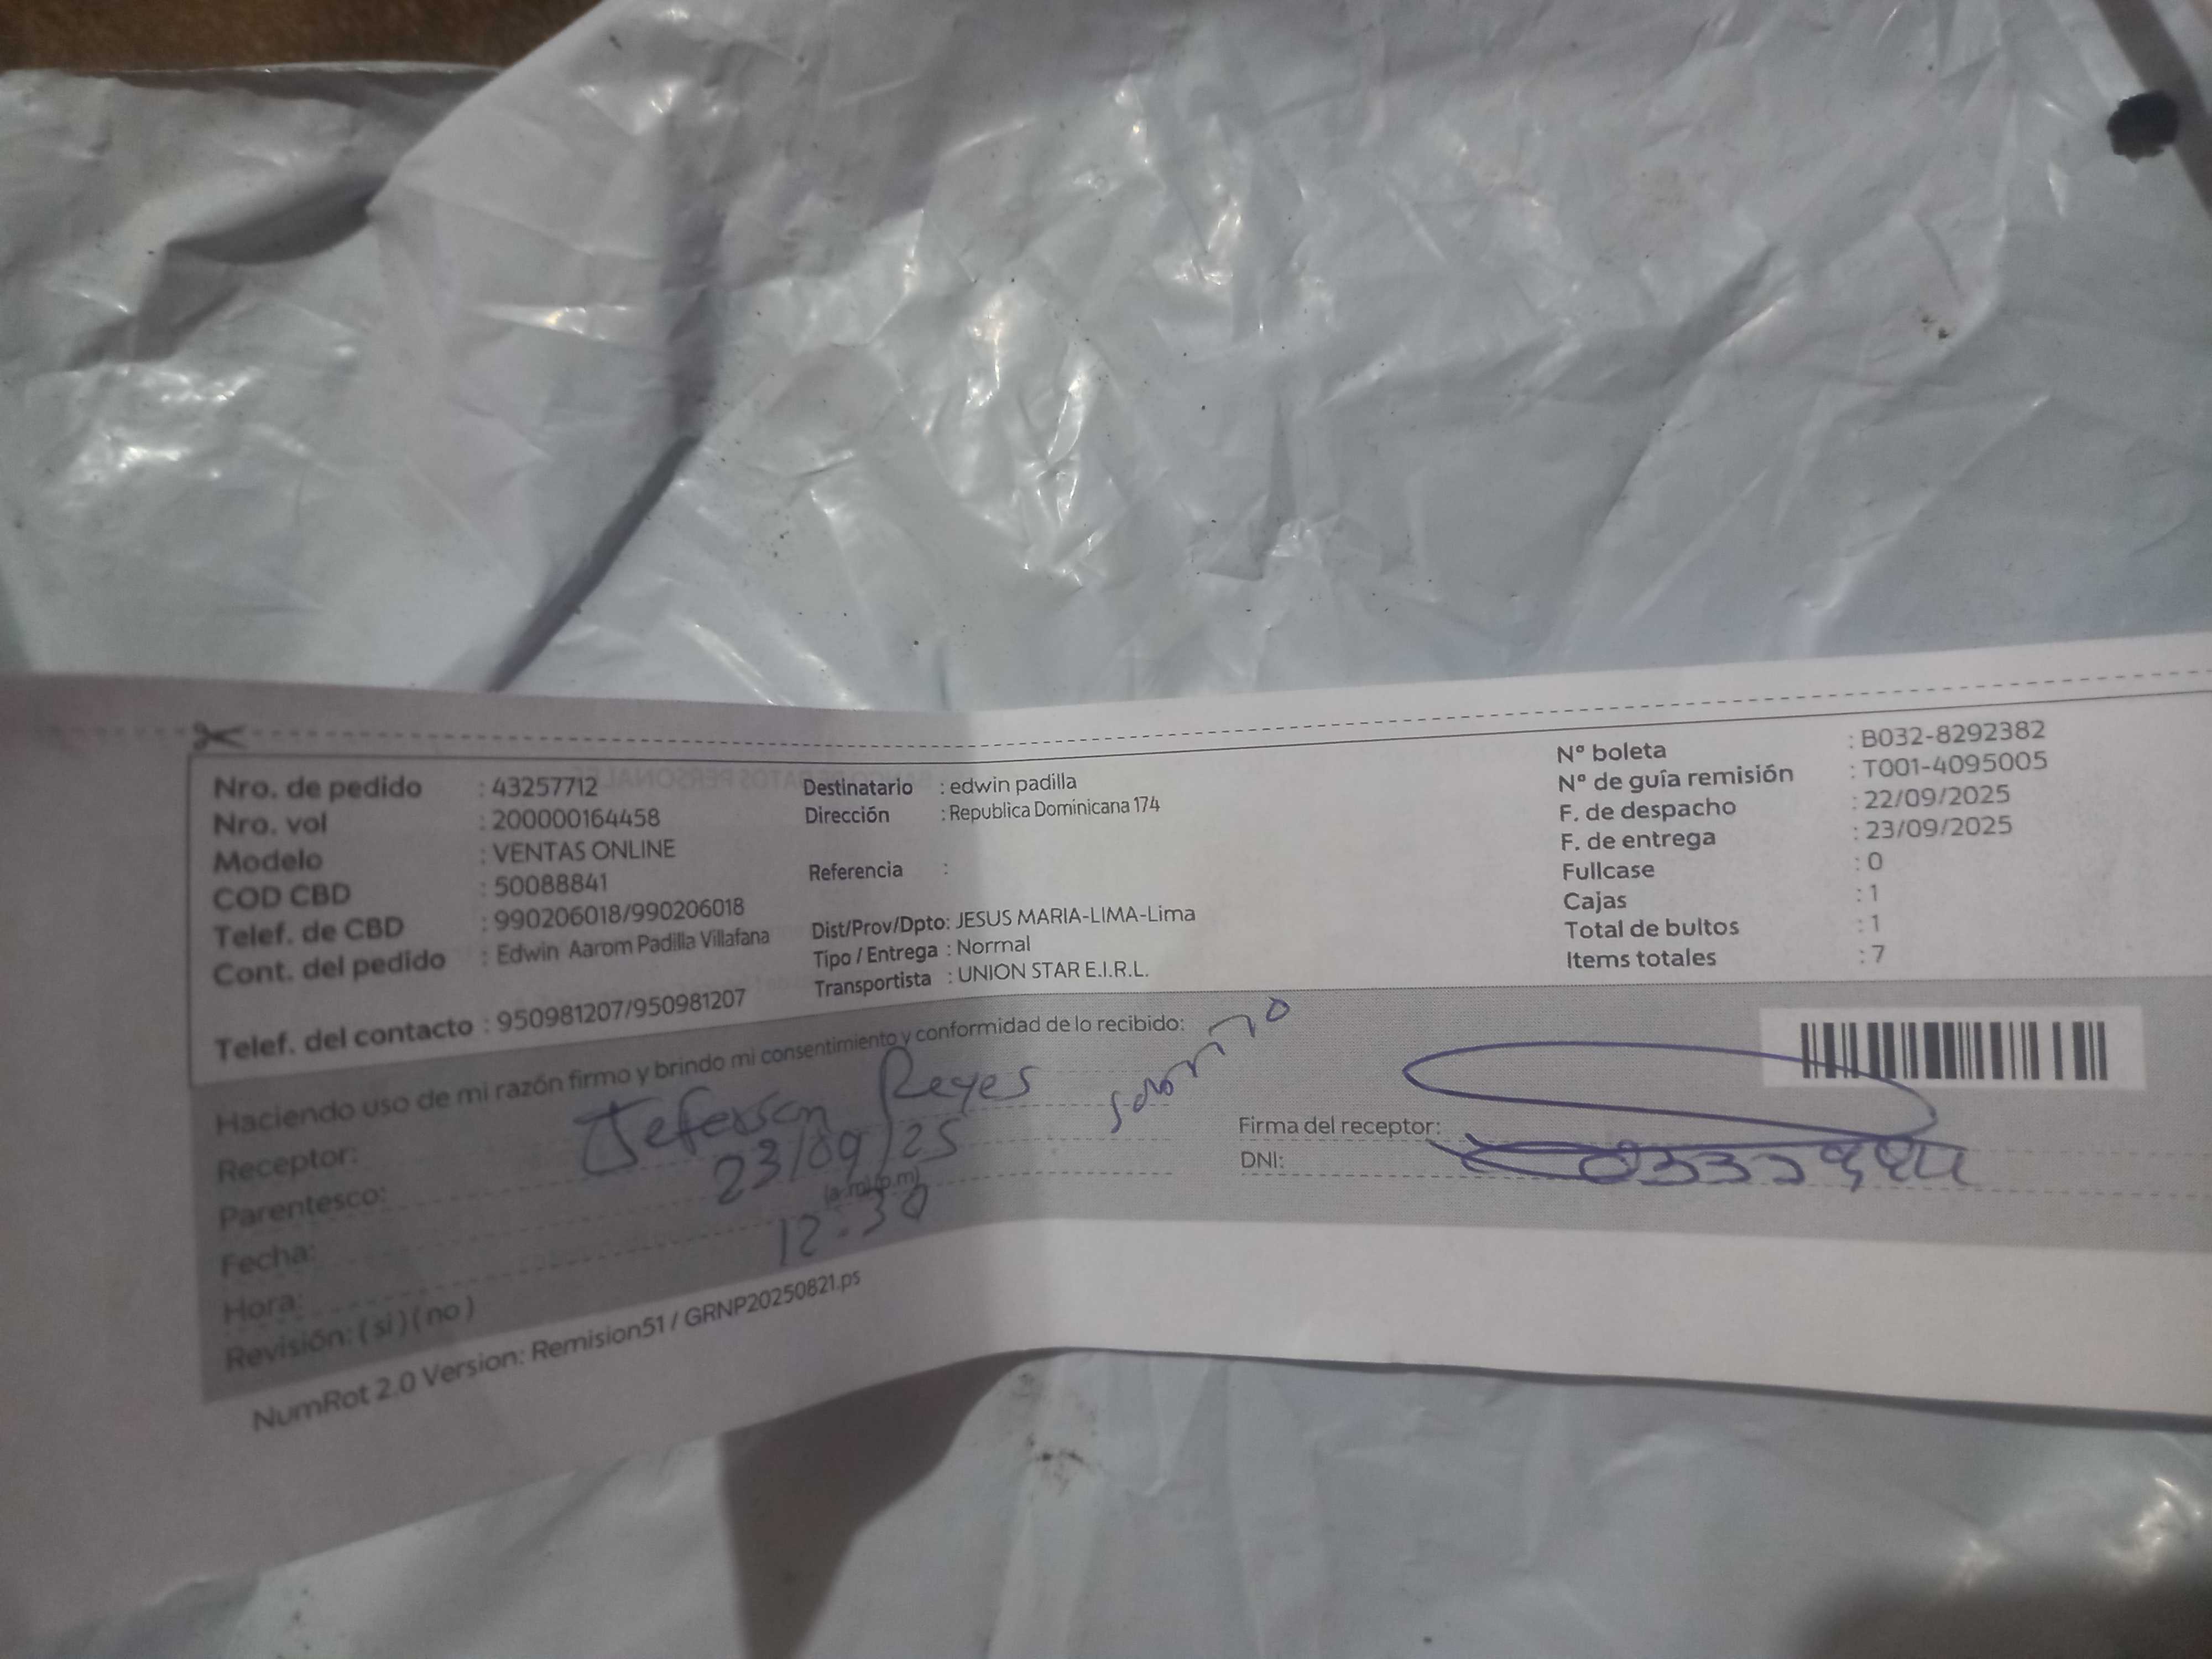 Nro. de pedido : 43257712
Nro. vol : 200000164458
Modelo : VENTAS ONLINE
COD CBD : 50088841
Telef. de CBD : 990206018/990206018
Cont. del pedido : Edwin Aarom Padilla Villafana
Telef. del contacto : 950981207/950981207
Destinatario : edwin padilla
Dirección : Republica Dominicana 174
Referencia :
Dist/Prov/Dpto: JESUS MARIA-LIMA-Lima
Tipo / Entrega : Normal
Transportista : UNION STAR E.I.R.L.
N° boleta : B032-8292382
N° de guía remisión : T001-4095005
F. de despacho : 22/09/2025
F. de entrega : 23/09/2025
Fullcase : 0
Cajas : 1
Total de bultos : 1
Items totales : 7
Haciendo uso de mi razón firmo y brindo mi consentimiento y conformidad de lo recibido:
Receptor: Jeferson Reyes
Parentesco:
Fecha: 23/09/25
(a.m) (p.m)
Hora: 12:30
Revisión: ( si ) ( no )
Firma del receptor:
DNI:
NumRot 2.0 Version: Remision51 / GRNP20250821.ps